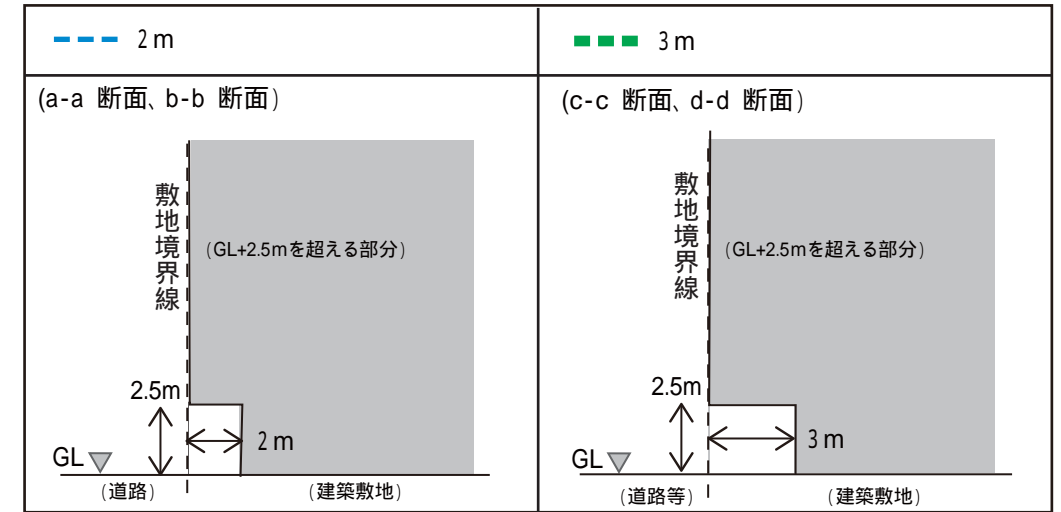 2m
(a-a 断面、b-b 断面)
敷地境界線
(GL+2.5mを超える部分)
2.5m
2m
GL
(道路)
(建築敷地)
3m
(c-c 断面、d-d 断面)
敷地境界線
(GL+2.5mを超える部分)
2.5m
3m
GL
(道路等)
(建築敷地)